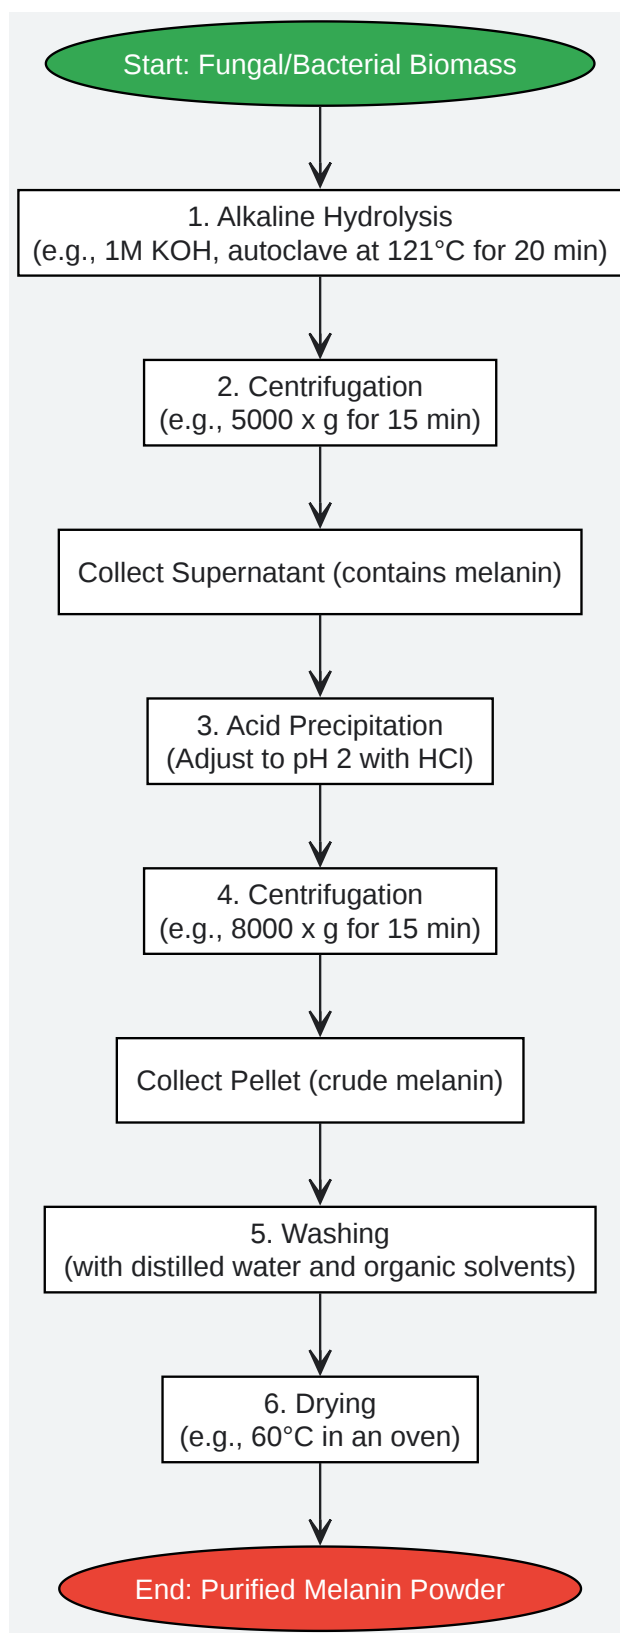 Start: Fungal/Bacterial Biomass
1. Alkaline Hydrolysis
(e.g., 1M KOH, autoclave at 121°C for 20 min)
2. Centrifugation
(e.g., 5000 x g for 15 min)
Collect Supernatant (contains melanin)
3. Acid Precipitation
(Adjust to pH 2 with HCl)
4. Centrifugation
(e.g., 8000 x g for 15 min)
Collect Pellet (crude melanin)
5. Washing
(with distilled water and organic solvents)
6. Drying
(e.g., 60°C in an oven)
End: Purified Melanin Powder